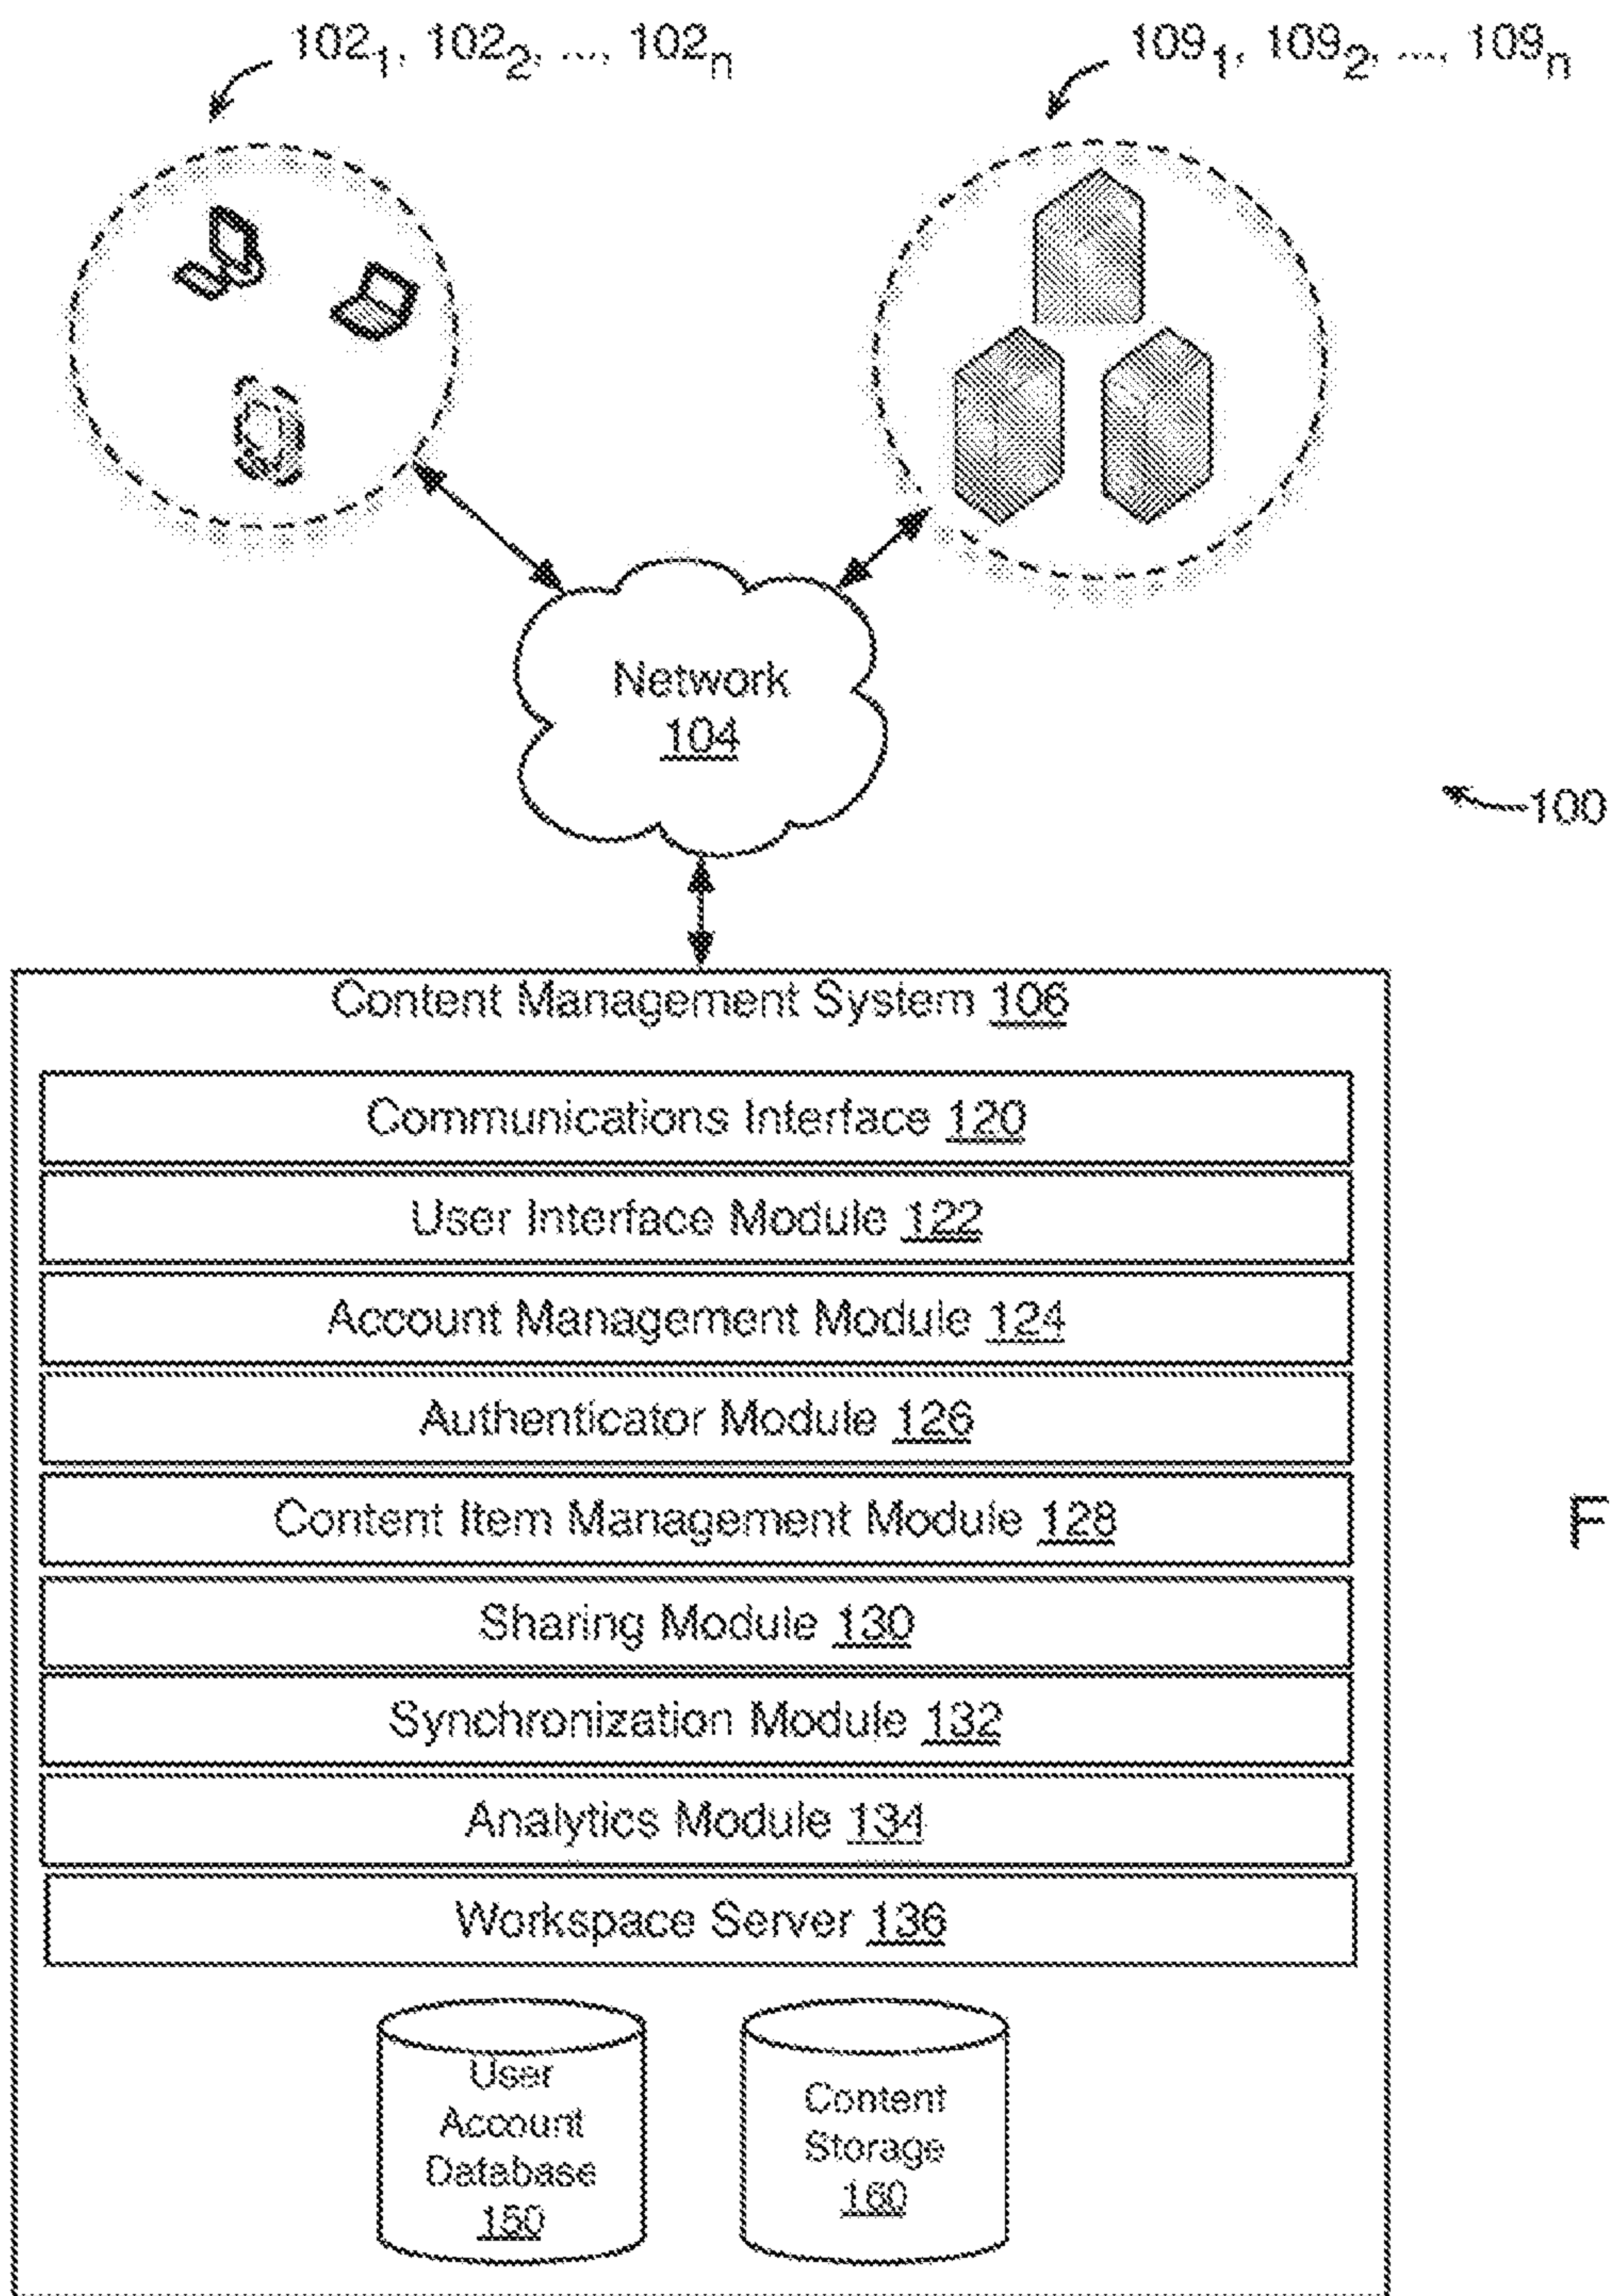 102₁, 102₂, ..., 102ₙ
109₁, 109₂, ..., 109ₙ
Network
104
100
Content Management System 106
Communications Interface 120
User Interface Module 122
Account Management Module 124
Authenticator Module 126
Content Item Management Module 128
F
Sharing Module 130
Synchronization Module 132
Analytics Module 134
Workspace Server 136
User
Account
Database
150
Content
Storage
160